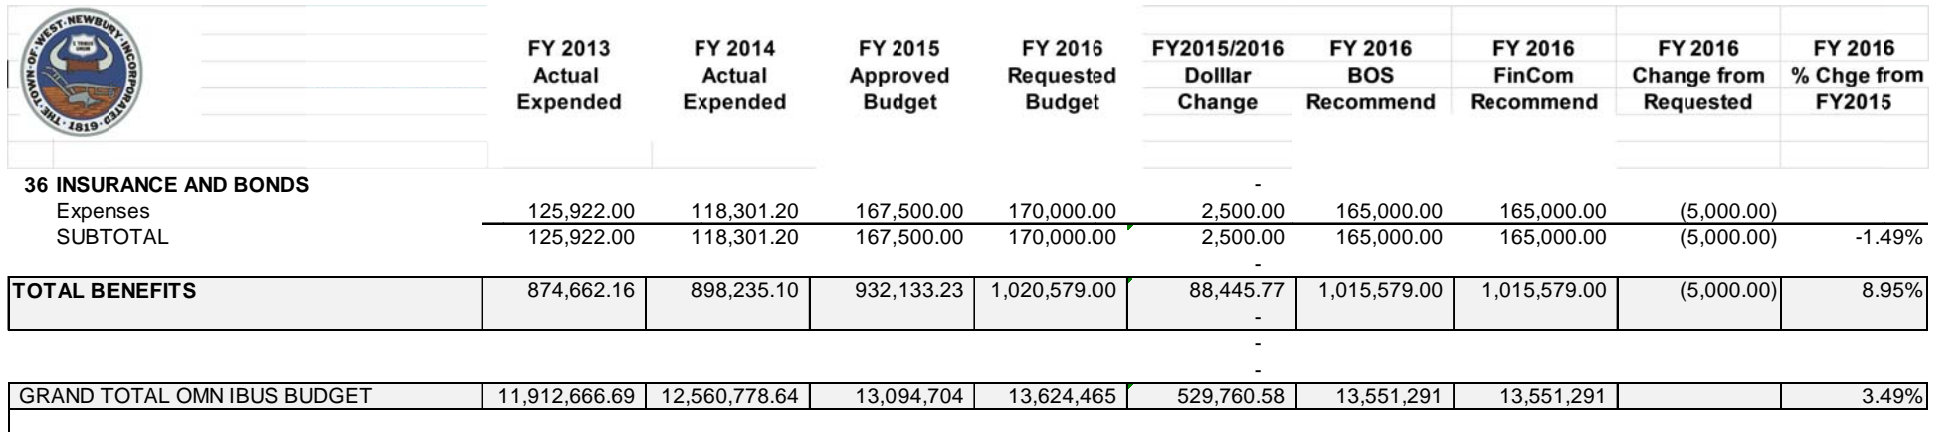 THE·TOWN·OF·WEST·NEWBURY·INCORPORATED·1819·
FY 2013 FY 2014 FY 2015 FY 2016 FY2015/2016 FY 2016 FY 2016 FY 2016 FY 2016
Actual Actual Approved Requested Dolllar BOS FinCom Change from % Chge from
Expended Expended Budget Budget Change Recommend Recommend Requested FY2015
36 INSURANCE AND BONDS -
Expenses 125,922.00 118,301.20 167,500.00 170,000.00 2,500.00 165,000.00 165,000.00 (5,000.00)
SUBTOTAL 125,922.00 118,301.20 167,500.00 170,000.00 2,500.00 165,000.00 165,000.00 (5,000.00) -1.49%
-
TOTAL BENEFITS 874,662.16 898,235.10 932,133.23 1,020,579.00 88,445.77 1,015,579.00 1,015,579.00 (5,000.00) 8.95%
-
-
-
GRAND TOTAL OMN IBUS BUDGET 11,912,666.69 12,560,778.64 13,094,704 13,624,465 529,760.58 13,551,291 13,551,291 3.49%